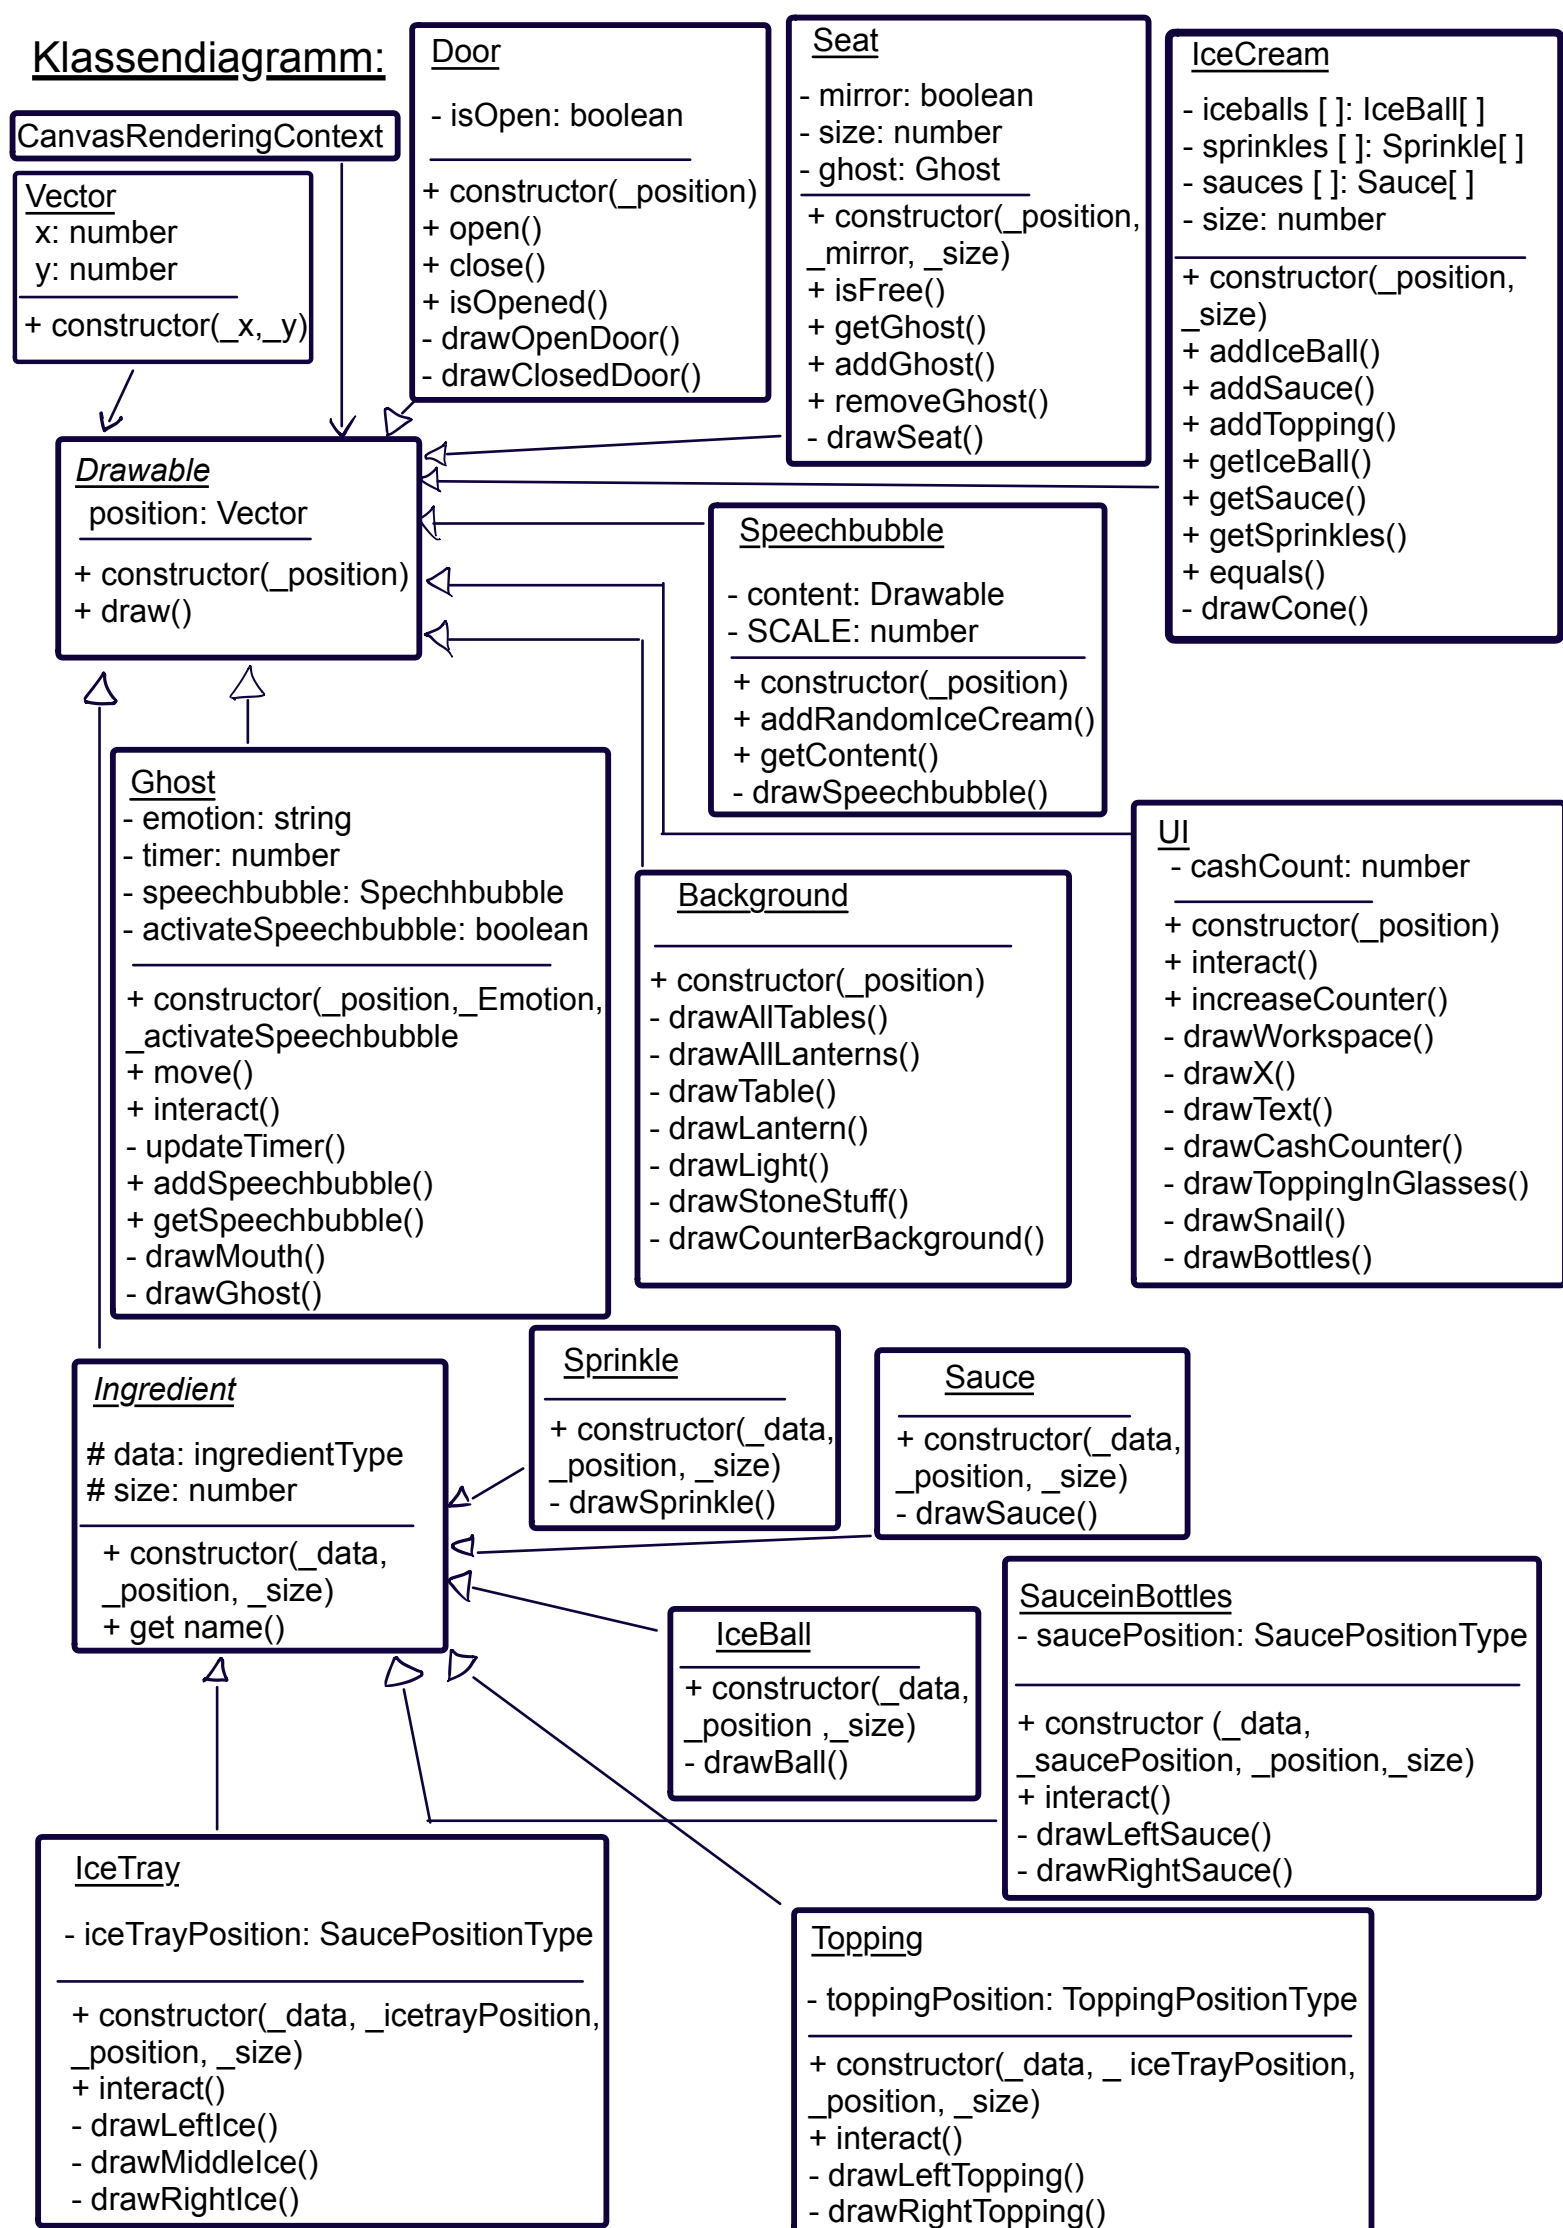 Klassendiagramm:
CanvasRenderingContext
Vector
x: number
y: number
+ constructor(_x,_y)
Door
- isOpen: boolean
+ constructor(_position)
+ open()
+ close()
+ isOpened()
- drawOpenDoor()
- drawClosedDoor()
Seat
- mirror: boolean
- size: number
- ghost: Ghost
+ constructor(_position,
_mirror, _size)
+ isFree()
+ getGhost()
+ addGhost()
+ removeGhost()
- drawSeat()
IceCream
- iceballs [ ]: IceBall[ ]
- sprinkles [ ]: Sprinkle[ ]
- sauces [ ]: Sauce[ ]
- size: number
+ constructor(_position,
_size)
+ addIceBall()
+ addSauce()
+ addTopping()
+ getIceBall()
+ getSauce()
+ getSprinkles()
+ equals()
- drawCone()
Drawable
position: Vector
+ constructor(_position)
+ draw()
Speechbubble
- content: Drawable
- SCALE: number
+ constructor(_position)
+ addRandomIceCream()
+ getContent()
- drawSpeechbubble()
Ghost
- emotion: string
- timer: number
- speechbubble: Spechhbubble
- activateSpeechbubble: boolean
+ constructor(_position,_Emotion,
_activateSpeechbubble
+ move()
+ interact()
- updateTimer()
+ addSpeechbubble()
+ getSpeechbubble()
- drawMouth()
- drawGhost()
Background
+ constructor(_position)
- drawAllTables()
- drawAllLanterns()
- drawTable()
- drawLantern()
- drawLight()
- drawStoneStuff()
- drawCounterBackground()
UI
- cashCount: number
+ constructor(_position)
+ interact()
+ increaseCounter()
- drawWorkspace()
- drawX()
- drawText()
- drawCashCounter()
- drawToppingInGlasses()
- drawSnail()
- drawBottles()
Ingredient
# data: ingredientType
# size: number
+ constructor(_data,
_position, _size)
+ get name()
Sprinkle
+ constructor(_data,
_position, _size)
- drawSprinkle()
Sauce
+ constructor(_data,
_position, _size)
- drawSauce()
IceBall
+ constructor(_data,
_position ,_size)
- drawBall()
SauceinBottles
- saucePosition: SaucePositionType
+ constructor (_data,
_saucePosition, _position,_size)
+ interact()
- drawLeftSauce()
- drawRightSauce()
IceTray
- iceTrayPosition: SaucePositionType
+ constructor(_data, _icetrayPosition,
_position, _size)
+ interact()
- drawLeftIce()
- drawMiddleIce()
- drawRightIce()
Topping
- toppingPosition: ToppingPositionType
+ constructor(_data, _ iceTrayPosition,
_position, _size)
+ interact()
- drawLeftTopping()
- drawRightTopping()